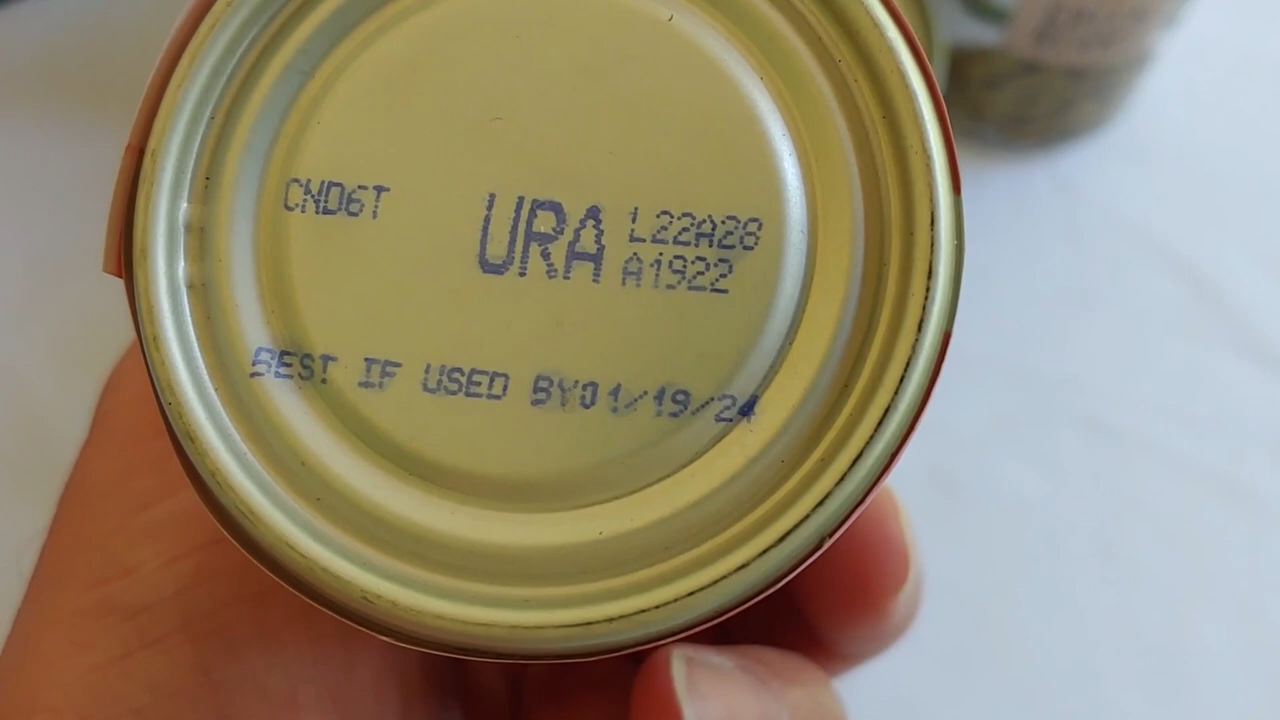 CND6T
URA
L22A28
A1922
BEST IF USED BY01/19/24